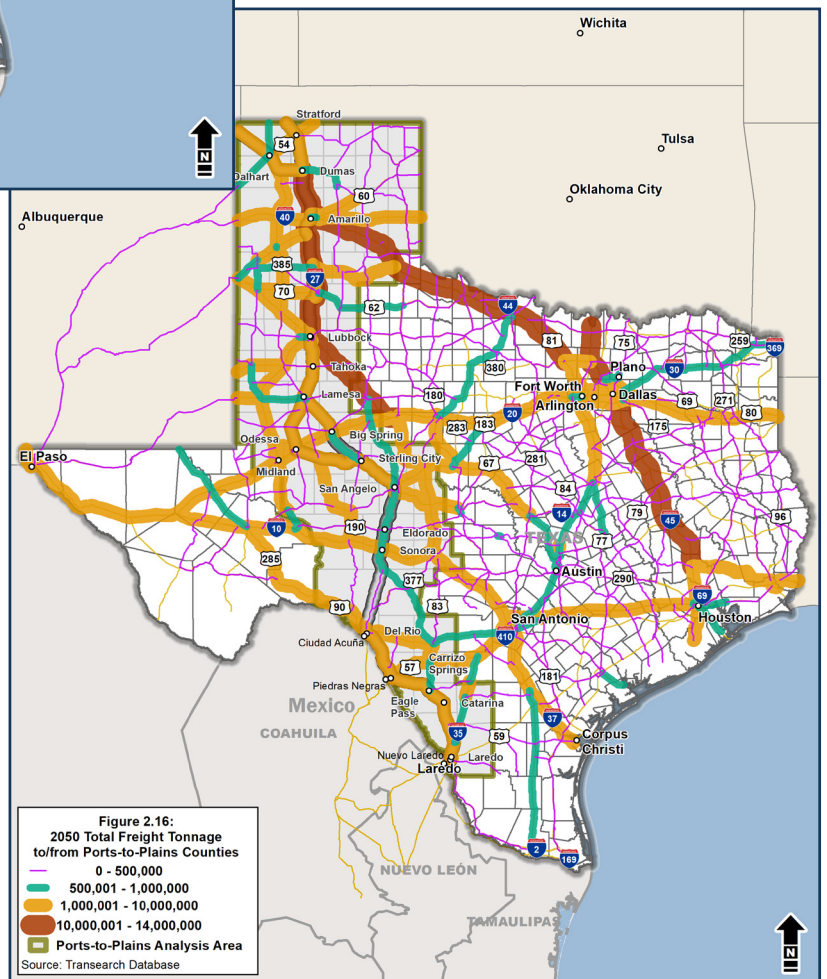 N
Wichita
Stratford
54
Tulsa
Dalhart
Dumas
60
Oklahoma City
Albuquerque
40
Amarillo
385
27
70
62
44
Lubbock
81
75
259
369
Tahoka
380
Plano
30
Lamesa
180
Fort Worth
Dallas
69
271
Arlington
20
80
283
183
175
Odessa
Big Spring
El Paso
Sterling City
67
281
Midland
San Angelo
84
79
14
45
96
10
190
Eldorado
TEXAS
77
Sonora
285
Austin
290
377
69
90
83
San Antonio
Houston
Del Rio
410
Ciudad Acuña
Carrizo
Springs
57
181
Piedras Negras
Eagle
Pass
Catarina
Mexico
37
COAHUILA
35
59
Corpus
Christi
Nuevo Laredo
Laredo
Laredo
2
169
NUEVO LEÓN
TAMAULIPAS
N
Figure 2.16:
2050 Total Freight Tonnage
to/from Ports-to-Plains Counties
0 - 500,000
500,001 - 1,000,000
1,000,001 - 10,000,000
10,000,001 - 14,000,000
Ports-to-Plains Analysis Area
Source: Transearch Database